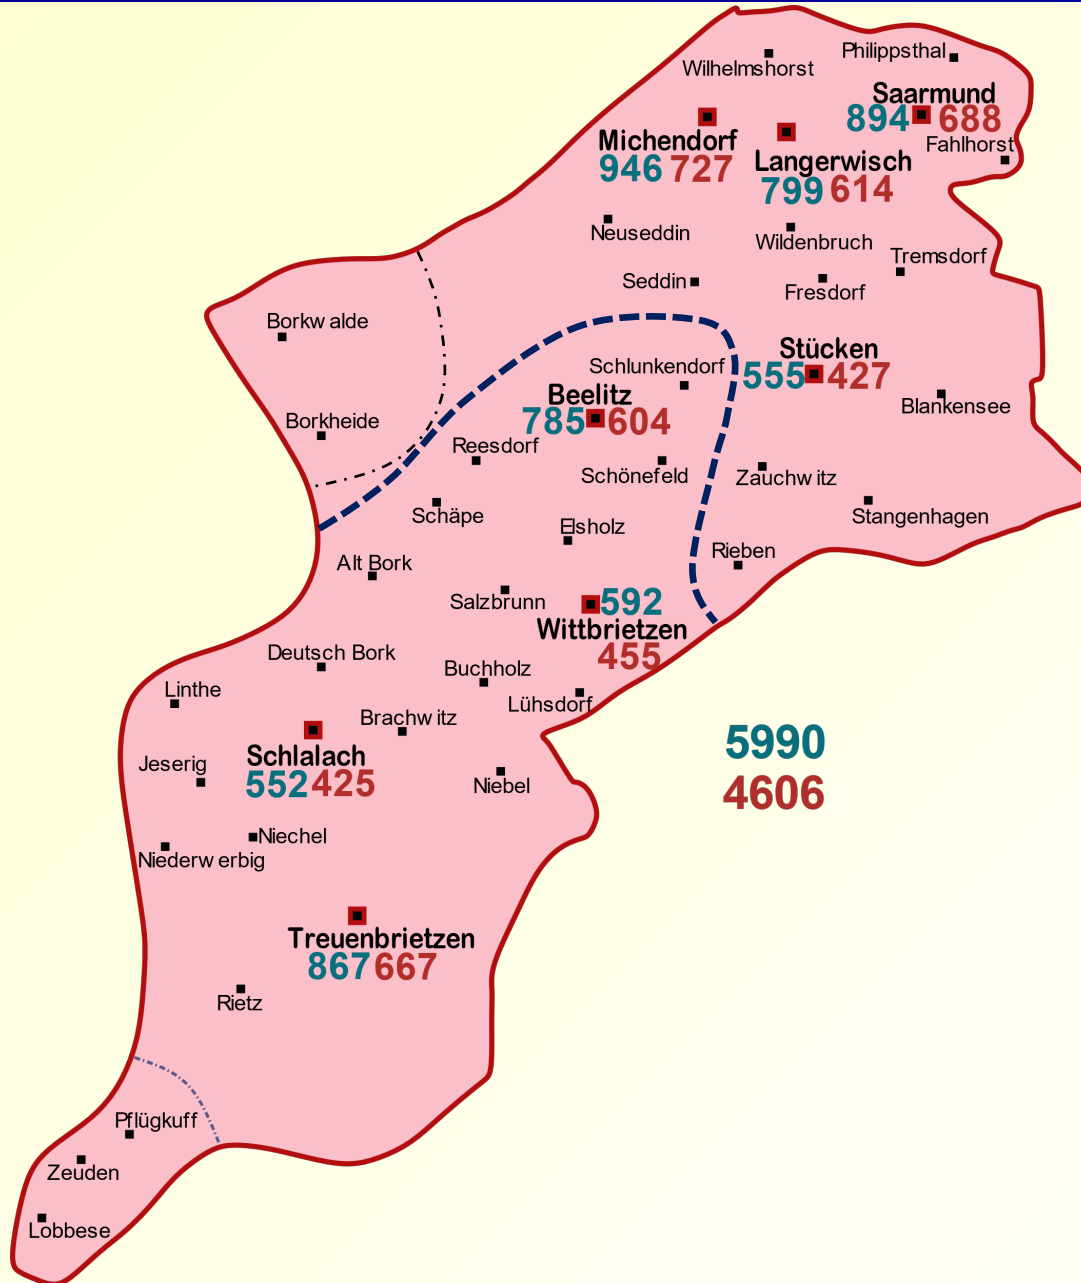 Philippsthal
Wilhelmshorst
Saarmund
894 688
Michendorf
946 727
Fahlhorst
Langerwisch
799 614
Neuseddin
Wildenbruch
Tremsdorf
Seddin
Fresdorf
Borkwalde
Stücken
555 427
Schlunkendorf
Beelitz
785 604
Blankensee
Borkheide
Reesdorf
Schönefeld
Zauchwitz
Schäpe
Stangenhagen
Elsholz
Rieben
Alt Bork
Salzbrunn
592
Wittbrietzen
455
Deutsch Bork
Buchholz
Linthe
Lühsdorf
Brachwitz
5990
Schlalach
552 425
Jeserig
Niebel
4606
Niechel
Niederwerbig
Treuenbrietzen
867 667
Rietz
Pflügkuff
Zeuden
Lobbese